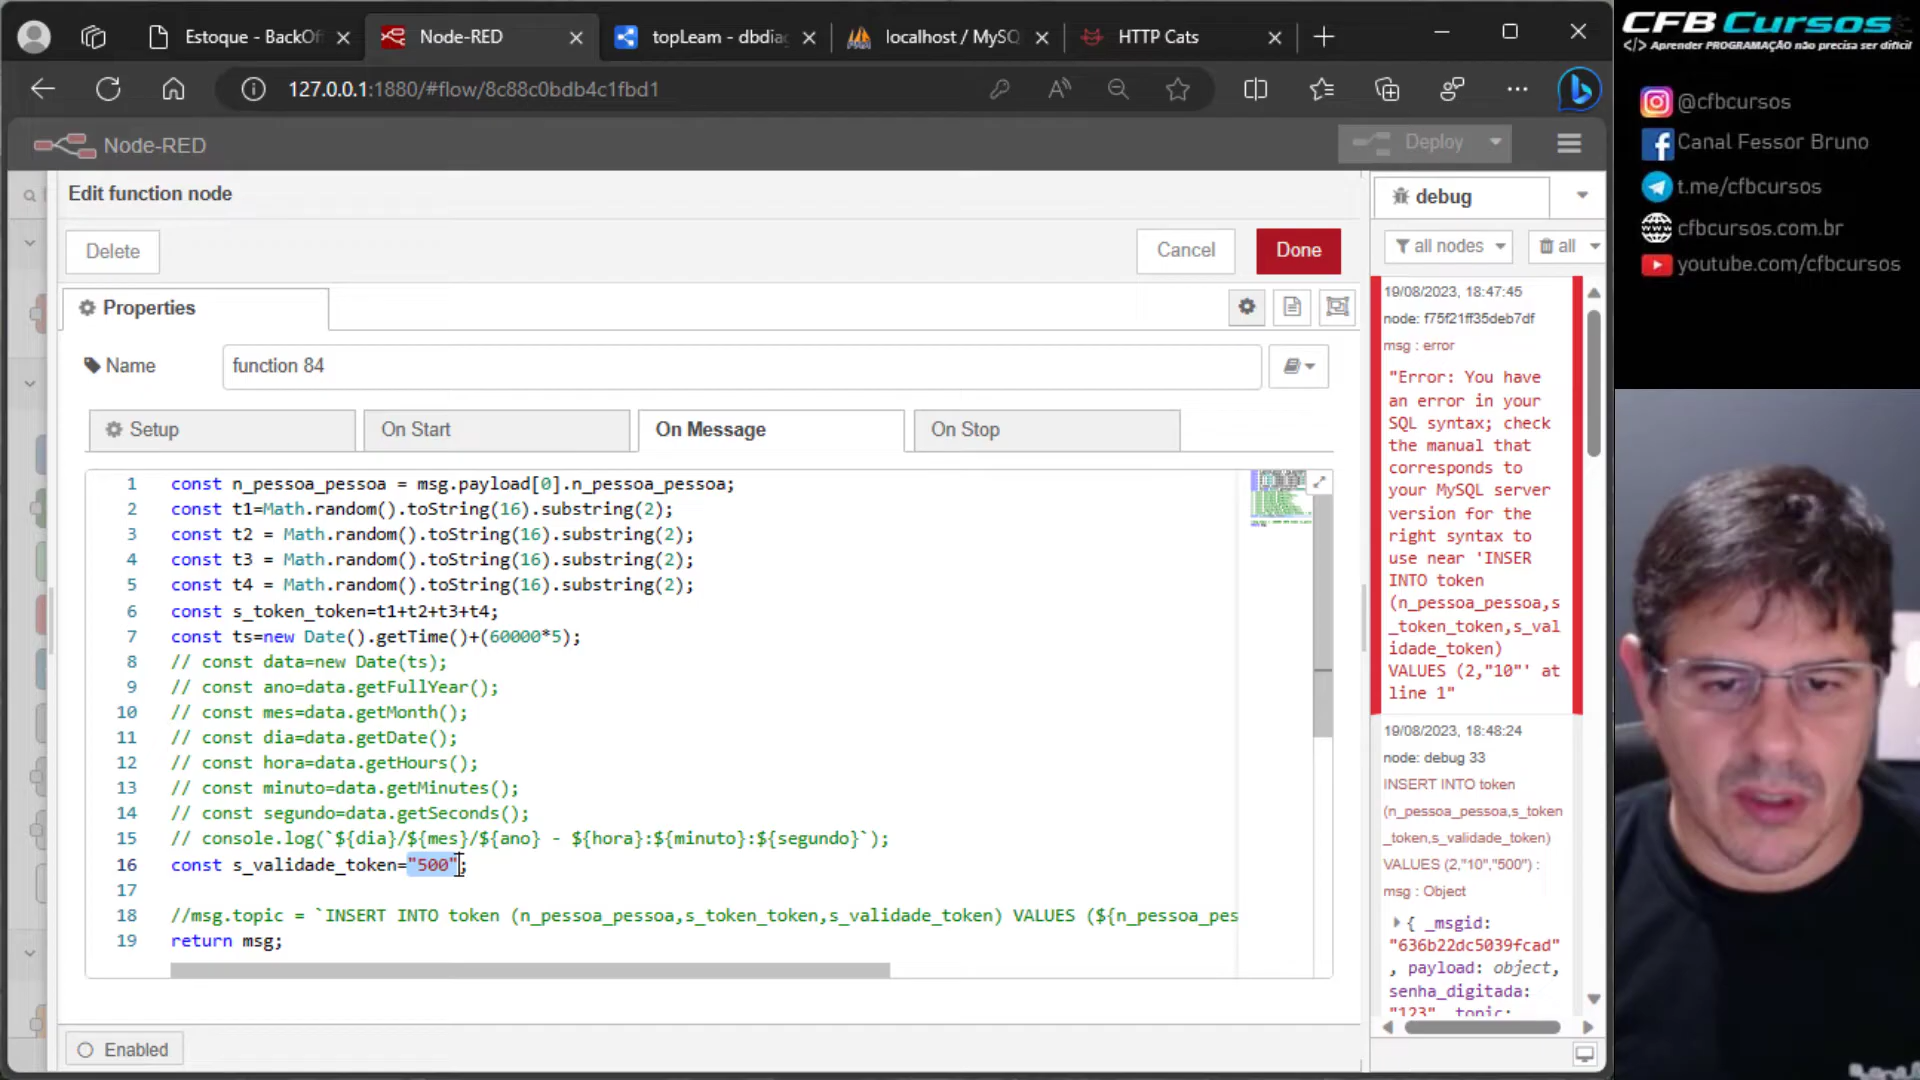 Estoque - BackOf
Node-RED
topLeam - dbdiag
localhost / MySQ
HTTP Cats
127.0.0.1:1880/#flow/8c88c0bdb4c1fbd1
Node-RED
Deploy
Edit function node
Delete
Cancel
Done
Properties
Name
function 84
Setup
On Start
On Message
On Stop
1 const n_pessoa_pessoa = msg.payload[0].n_pessoa_pessoa;
2 const t1=Math.random().toString(16).substring(2);
3 const t2 = Math.random().toString(16).substring(2);
4 const t3 = Math.random().toString(16).substring(2);
5 const t4 = Math.random().toString(16).substring(2);
6 const s_token_token=t1+t2+t3+t4;
7 const ts=new Date().getTime()+(60000*5);
8 // const data=new Date(ts);
9 // const ano=data.getFullYear();
10 // const mes=data.getMonth();
11 // const dia=data.getDate();
12 // const hora=data.getHours();
13 // const minuto=data.getMinutes();
14 // const segundo=data.getSeconds();
15 // console.log(`${dia}/${mes}/${ano} - ${hora}:${minuto}:${segundo}`);
16 const s_validade_token="500";
17
18 //msg.topic = `INSERT INTO token (n_pessoa_pessoa,s_token_token,s_validade_token) VALUES (${n_pessoa_pes
19 return msg;
Enabled
debug
all nodes
all
19/08/2023, 18:47:45
node: f75f21ff35deb7df
msg : error
"Error: You have
an error in your
SQL syntax; check
the manual that
corresponds to
your MySQL server
version for the
right syntax to
use near 'INSER
INTO token
(n_pessoa_pessoa,s
_token_token,s_val
idade_token)
VALUES (2,"10"' at
line 1"
19/08/2023, 18:48:24
node: debug 33
INSERT INTO token
(n_pessoa_pessoa,s_token
_token,s_validade_token)
VALUES (2,"10","500") :
msg : Object
{ _msgid:
"636b22dc5039fcad"
, payload: object,
senha_digitada:
"123", topic:
CFB Cursos
</> Aprender PROGRAMAÇÃO não precisa ser difícil
@cfbcursos
Canal Fessor Bruno
t.me/cfbcursos
cfbcursos.com.br
youtube.com/cfbcursos